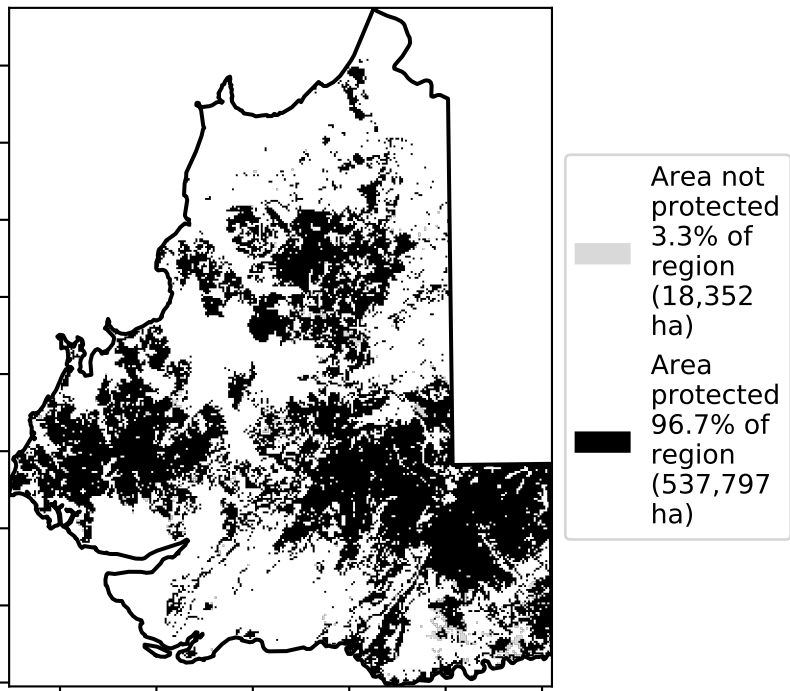 Area not
protected
3.3% of
region
(18,352
ha)
Area
protected
96.7% of
region
(537,797
ha)